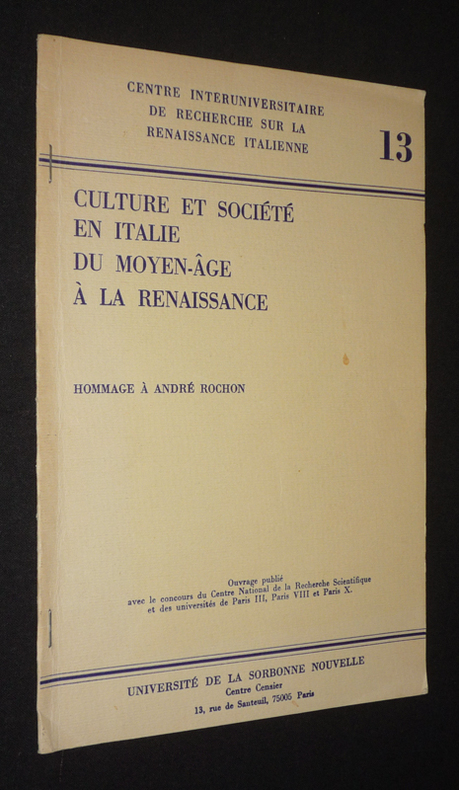 CENTRE INTERUNIVERSITAIRE
DE RECHERCHE SUR LA
RENAISSANCE ITALIENNE
13
CULTURE ET SOCIÉTÉ
EN ITALIE
DU MOYEN-ÂGE
À LA RENAISSANCE
HOMMAGE À ANDRÉ ROCHON
Ouvrage publié
avec le concours du Centre National de la Recherche Scientifique
et des universités de Paris III, Paris VIII et Paris X.
UNIVERSITÉ DE LA SORBONNE NOUVELLE
Centre Censier
13, rue de Santeuil, 75005 Paris